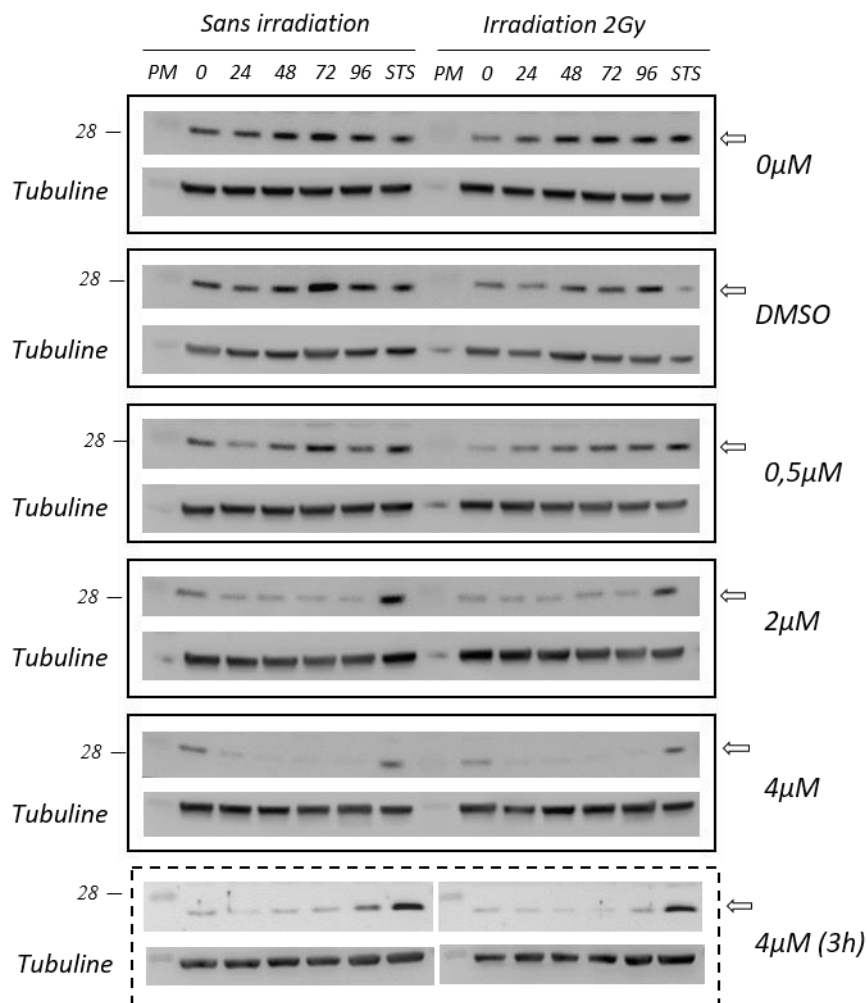 Sans irradiation Irradiation 2Gy
PM 0 24 48 72 96 STS PM 0 24 48 72 96 STS
28
0µM
Tubuline
28
DMSO
Tubuline
28
0,5µM
Tubuline
28
2µM
Tubuline
28
4µM
Tubuline
28
4µM (3h)
Tubuline